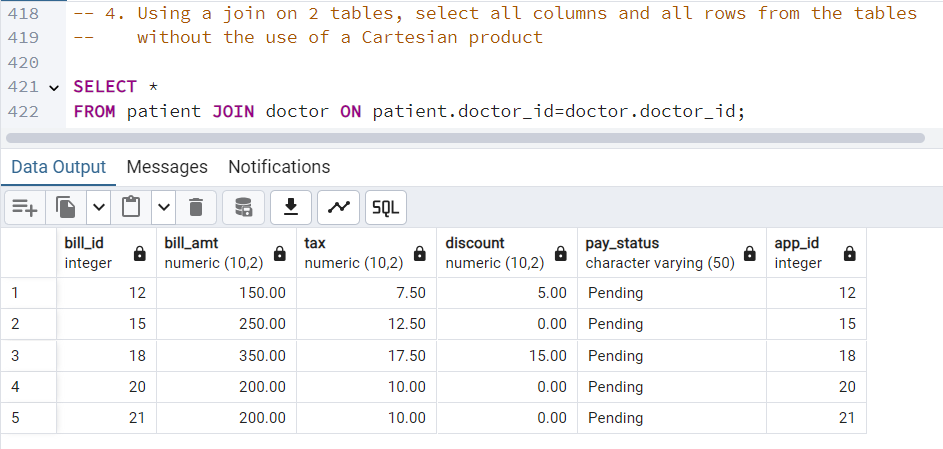 418 -- 4. Using a join on 2 tables, select all columns and all rows from the tables
419 -- without the use of a Cartesian product
420
421 SELECT *
422 FROM patient JOIN doctor ON patient.doctor_id=doctor.doctor_id;
Data Output Messages Notifications
SQL
bill_id bill_amt tax discount pay_status app_id
integer numeric (10,2) numeric (10,2) numeric (10,2) character varying (50) integer
1 12 150.00 7.50 5.00 Pending 12
2 15 250.00 12.50 0.00 Pending 15
3 18 350.00 17.50 15.00 Pending 18
4 20 200.00 10.00 0.00 Pending 20
5 21 200.00 10.00 0.00 Pending 21